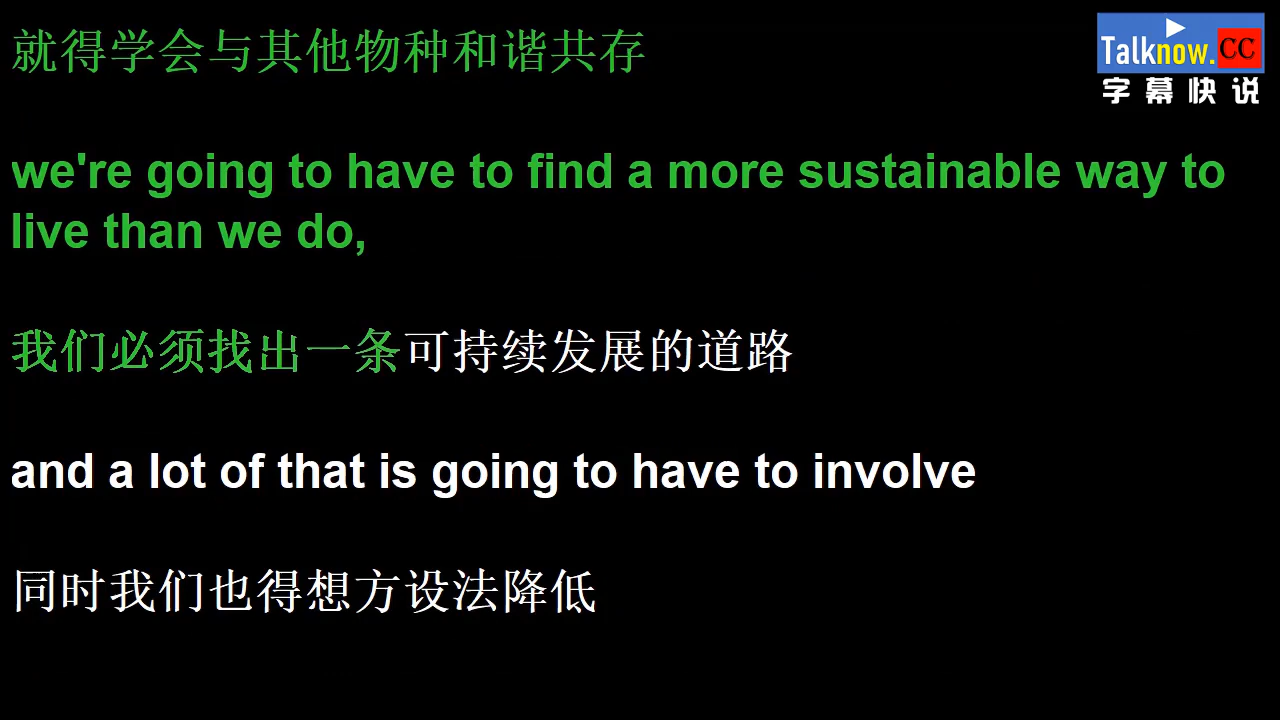 就得学会与其他物种和谐共存
Talknow.CC
字幕快说
we're going to have to find a more sustainable way to
live than we do,
我们必须找出一条可持续发展的道路
and a lot of that is going to have to involve
同时我们也得想方设法降低